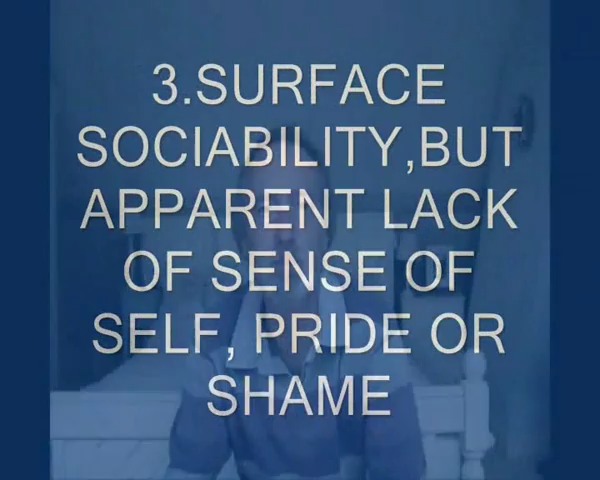 3.SURFACE
SOCIABILITY,BUT
APPARENT LACK
OF SENSE OF
SELF, PRIDE OR
SHAME